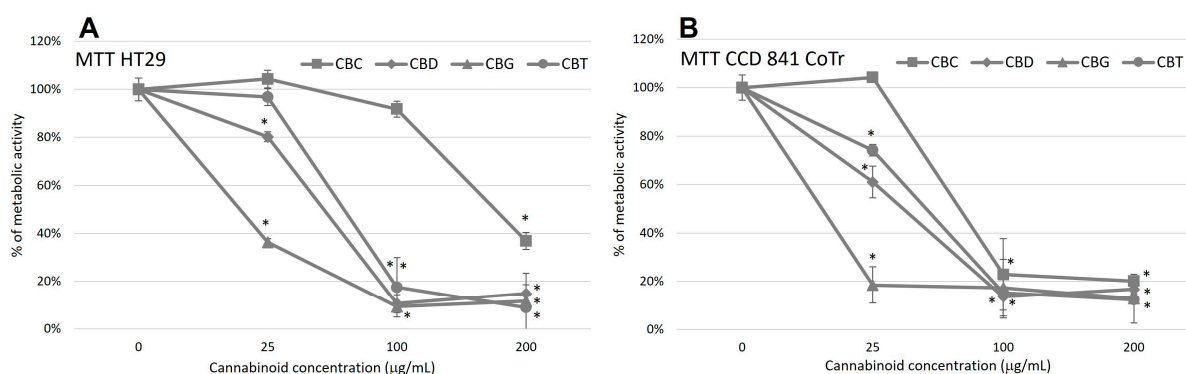 A
MTT HT29
CBC CBD CBG CBT
120%
100%
80%
60%
40%
20%
0%
% of metabolic activity
* * * * * * * * *
0 25 100 200
Cannabinoid concentration (µg/mL)
B
MTT CCD 841 CoTr
CBC CBD CBG CBT
120%
100%
80%
60%
40%
20%
0%
% of metabolic activity
* * * * * * * * *
0 25 100 200
Cannabinoid concentration (µg/mL)